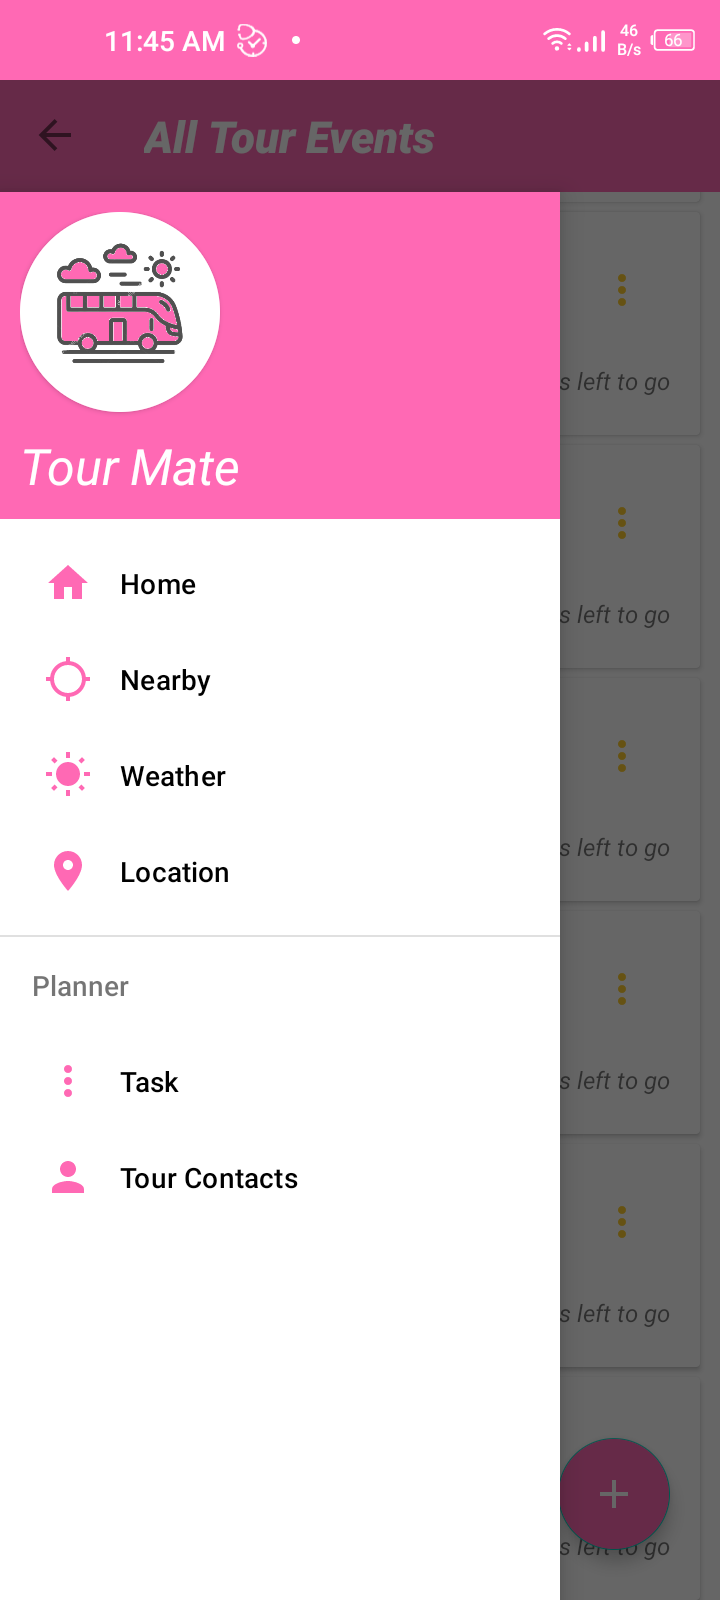 11:45 AM
46
B/s
66
All Tour Events
Tour Mate
Home
Nearby
Weather
Location
Planner
Task
Tour Contacts
left to go
left to go
left to go
left to go
left to go
left to go